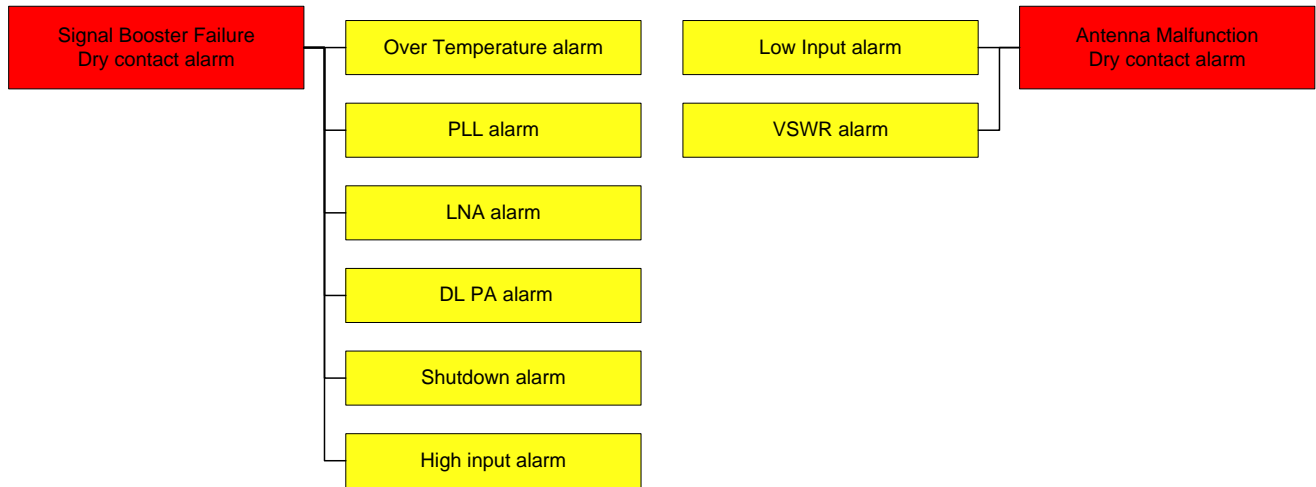 Signal Booster Failure
Dry contact alarm
Over Temperature alarm
PLL alarm
LNA alarm
DL PA alarm
Shutdown alarm
High input alarm
Low Input alarm
VSWR alarm
Antenna Malfunction
Dry contact alarm